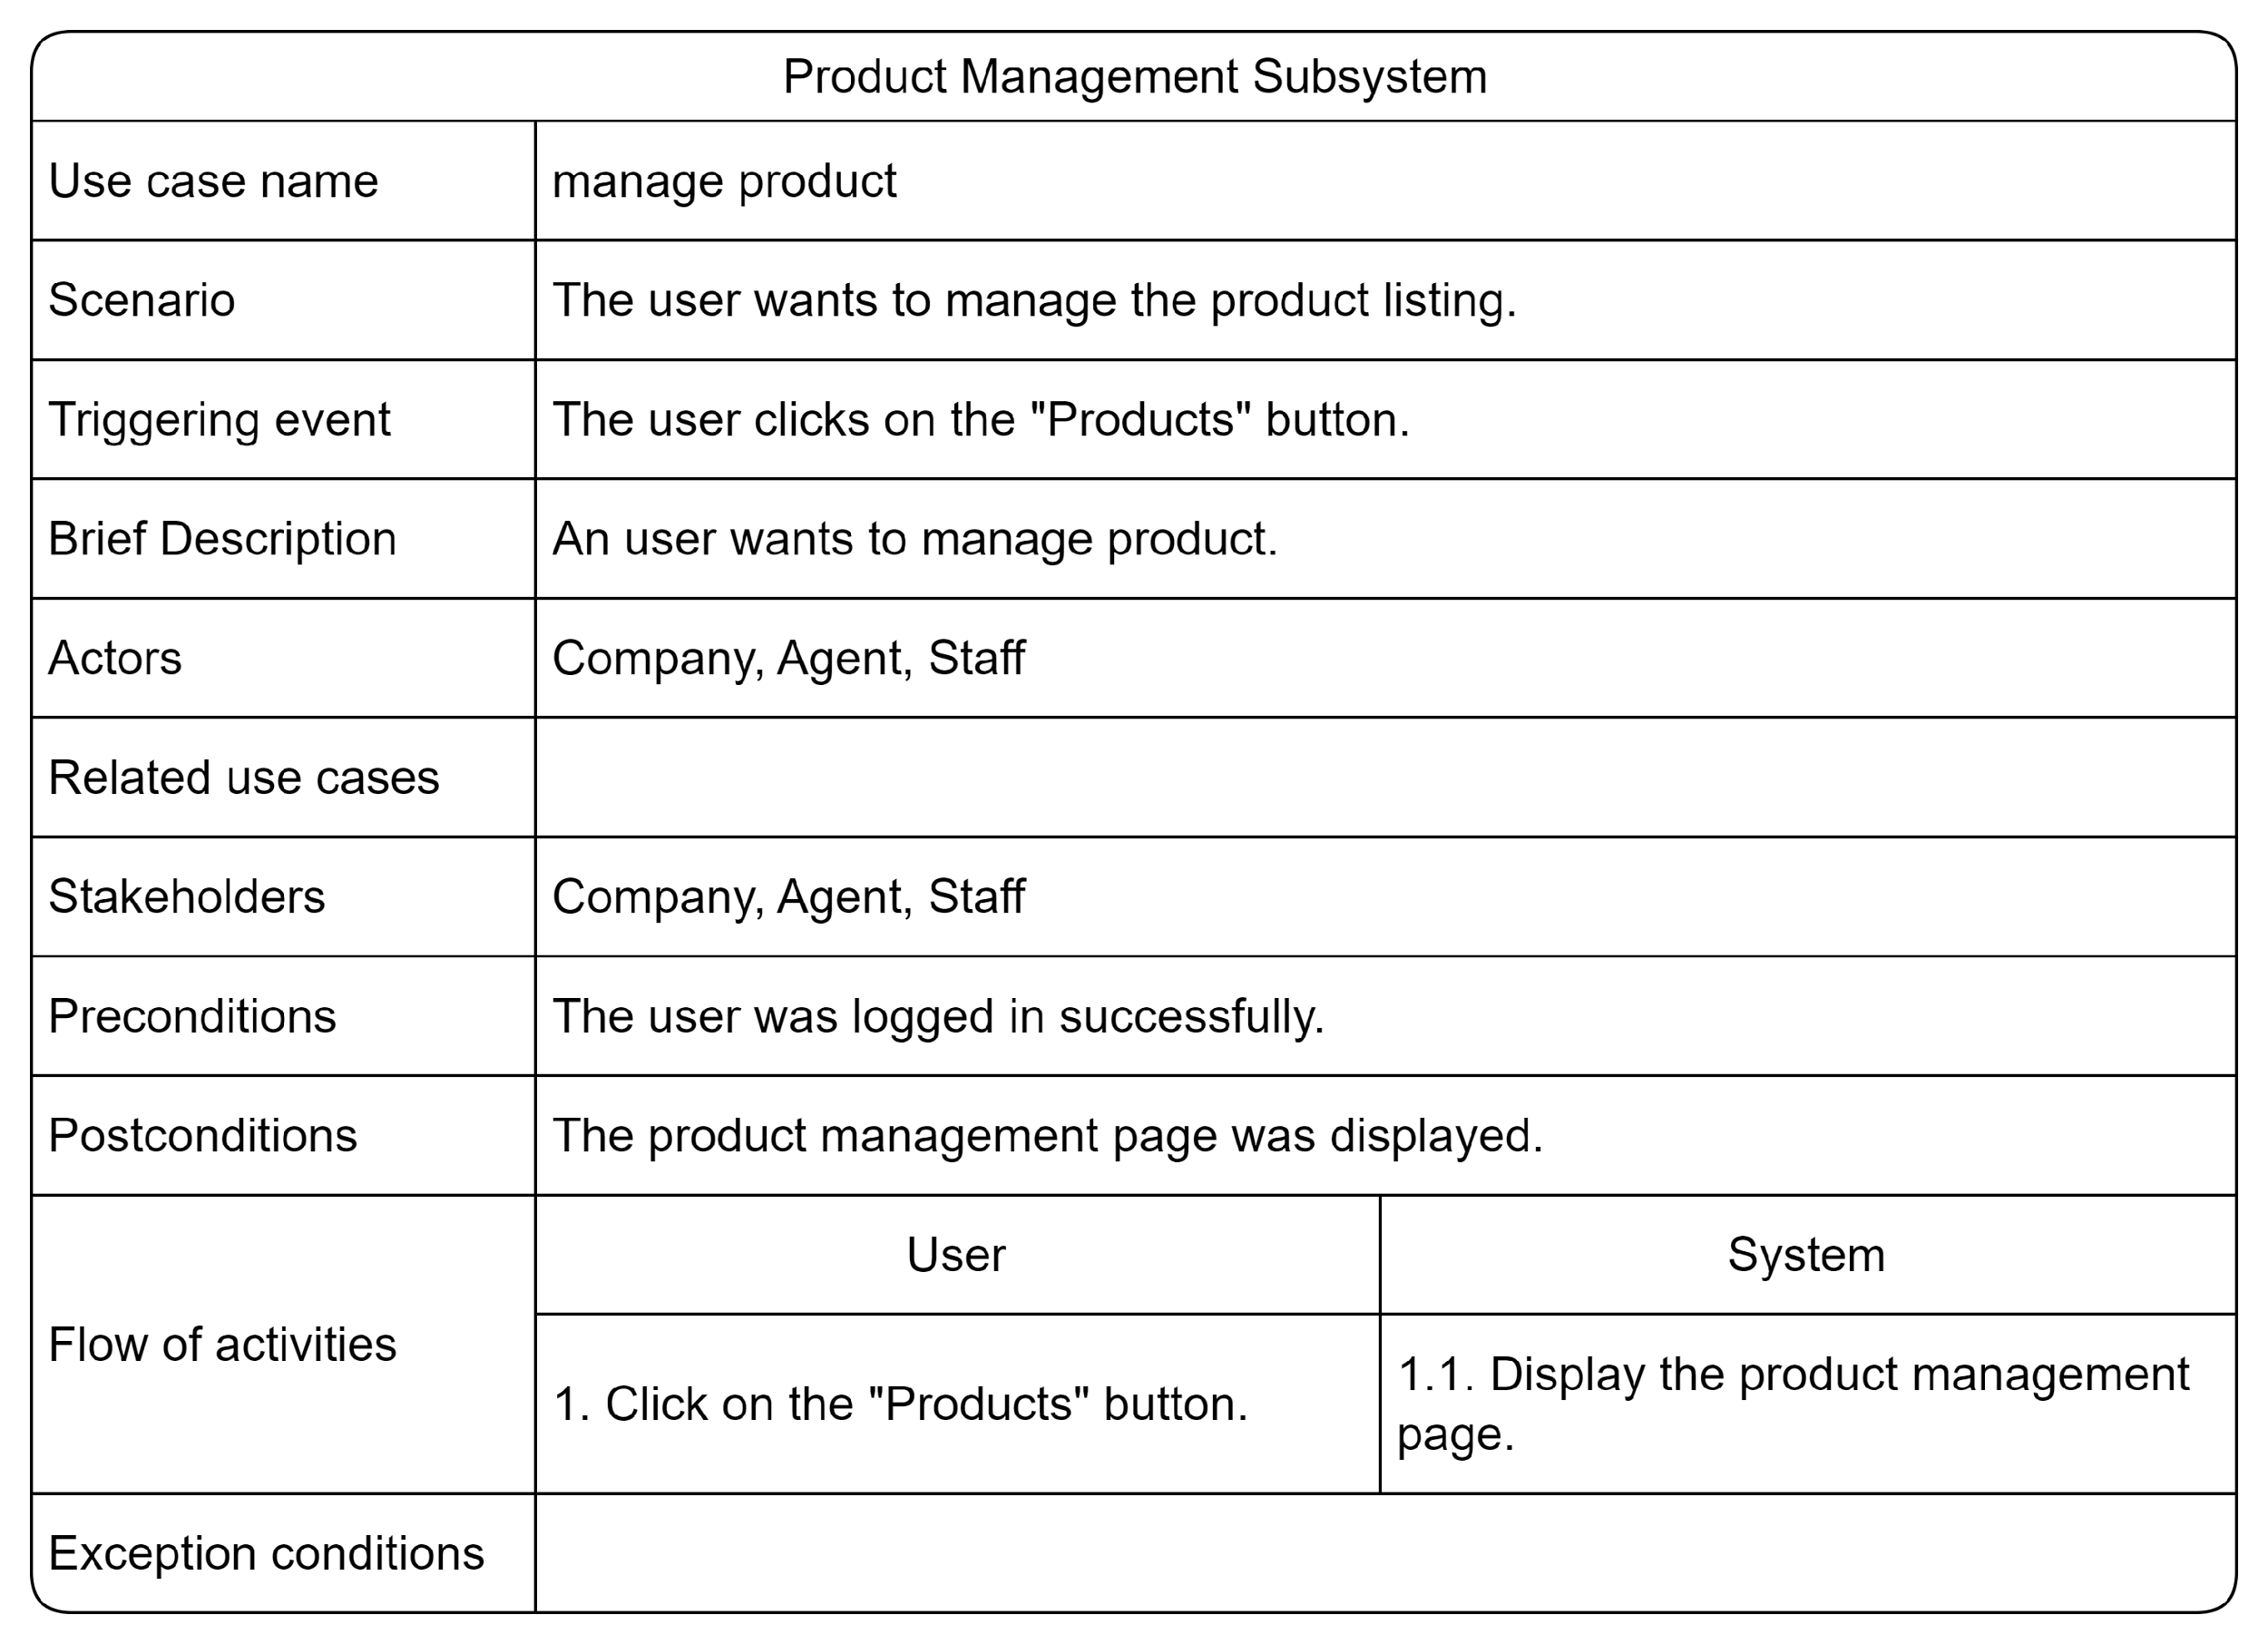 Product Management Subsystem
Use case name
manage product
Scenario
The user wants to manage the product listing.
Triggering event
The user clicks on the "Products" button.
Brief Description
An user wants to manage product.
Actors
Company, Agent, Staff
Related use cases
Stakeholders
Company, Agent, Staff
Preconditions
The user was logged in successfully.
Postconditions
The product management page was displayed.
Flow of activities
User
System
1. Click on the "Products" button.
1.1. Display the product management
page.
Exception conditions